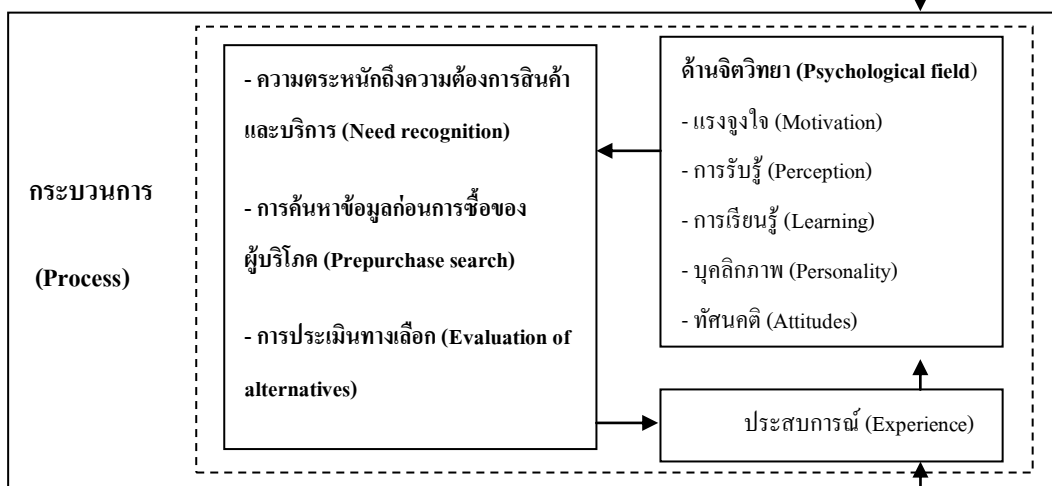 กระบวนการ
(Process)
- ความตระหนักถึงความต้องการสินค้า
และบริการ (Need recognition)
- การค้นหาข้อมูลก่อนการซื้อของ
ผู้บริโภค (Prepurchase search)
- การประเมินทางเลือก (Evaluation of
alternatives)
ด้านจิตวิทยา (Psychological field)
- แรงจูงใจ (Motivation)
- การรับรู้ (Perception)
- การเรียนรู้ (Learning)
- บุคลิกภาพ (Personality)
- ทัศนคติ (Attitudes)
ประสบการณ์ (Experience)